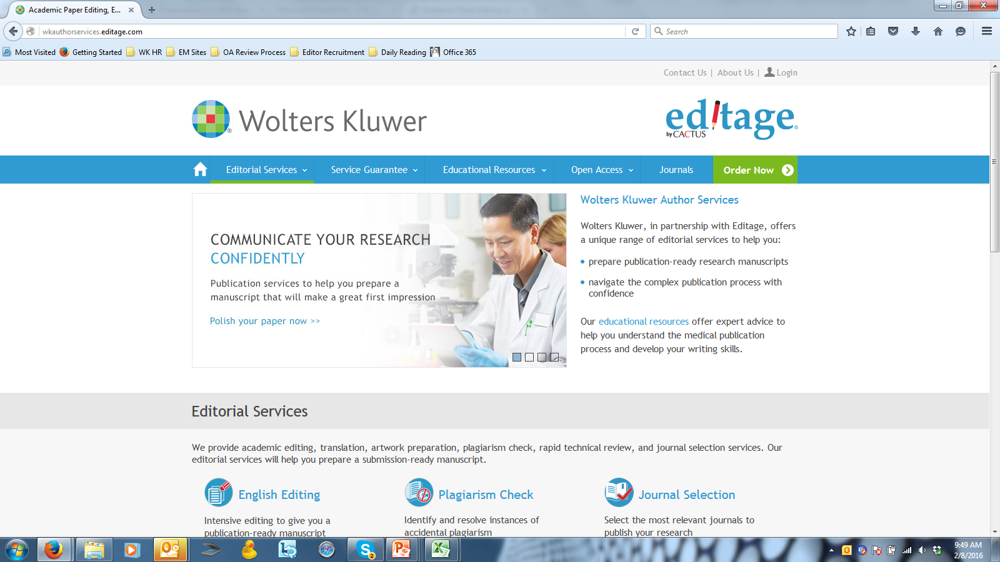 Academic Paper Editing, E...
wkauthorservices.editage.com
Search
Most Visited
Getting Started
WK HR
EM Sites
OA Review Process
Editor Recruitment
Daily Reading
Office 365
Contact Us | About Us | Login
Wolters Kluwer
editage
by CACTUS
Editorial Services
Service Guarantee
Educational Resources
Open Access
Journals
Order Now
COMMUNICATE YOUR RESEARCH
CONFIDENTLY
Publication services to help you prepare a
manuscript that will make a great first impression
Polish your paper now >>
Wolters Kluwer Author Services
Wolters Kluwer, in partnership with Editage, offers
a unique range of editorial services to help you:
• prepare publication-ready research manuscripts
• navigate the complex publication process with
confidence
Our educational resources offer expert advice to
help you understand the medical publication
process and develop your writing skills.
Editorial Services
We provide academic editing, translation, artwork preparation, plagiarism check, rapid technical review, and journal selection services. Our
editorial services will help you prepare a submission-ready manuscript.
English Editing
Intensive editing to give you a
publication-ready manuscript
Plagiarism Check
Identify and resolve instances of
accidental plagiarism
Journal Selection
Select the most relevant journals to
publish your research
9:49 AM
2/8/2016